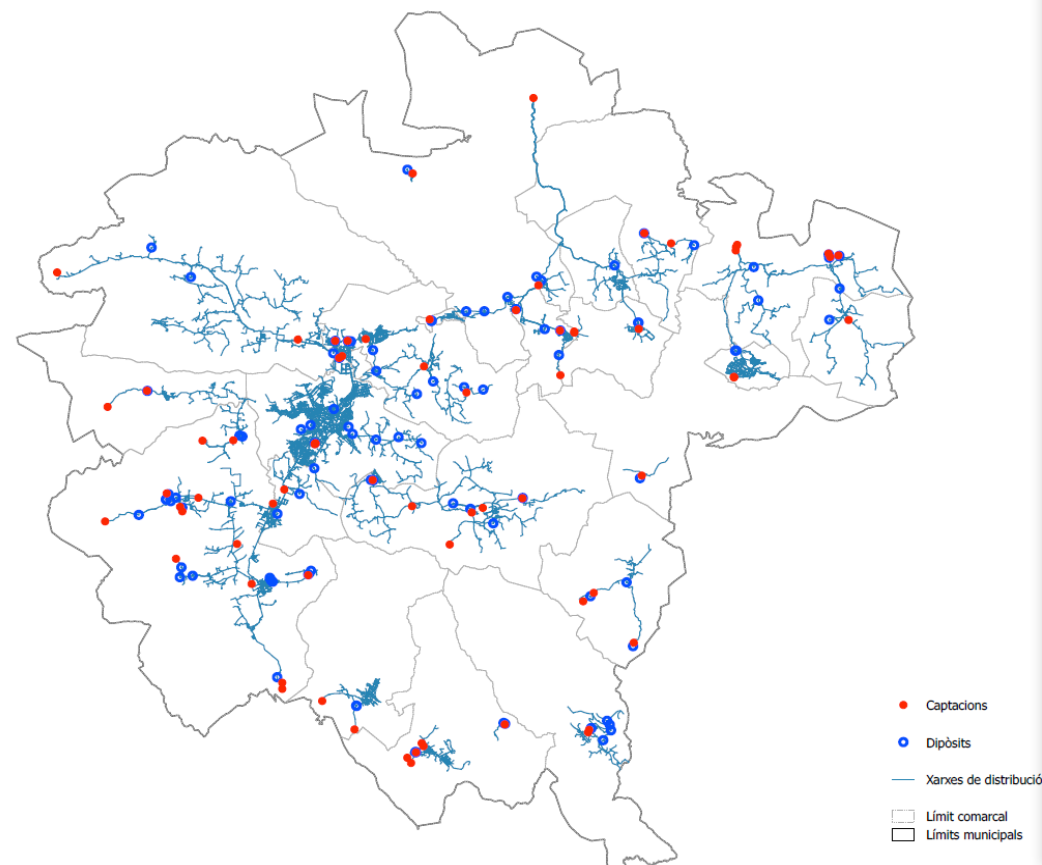 Captacions
Dipòsits
Xarxes de distribució
Límit comarcal
Límits municipals